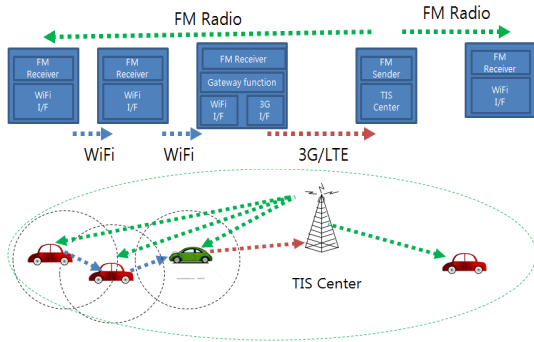 FM Radio
FM Radio
FM
Receiver
WiFi
I/F
FM
Receiver
WiFi
I/F
FM Receiver
Gateway function
WiFi
I/F
3G
I/F
FM
Sender
TIS
Center
FM
Receiver
WiFi
I/F
WiFi
WiFi
3G/LTE
TIS Center